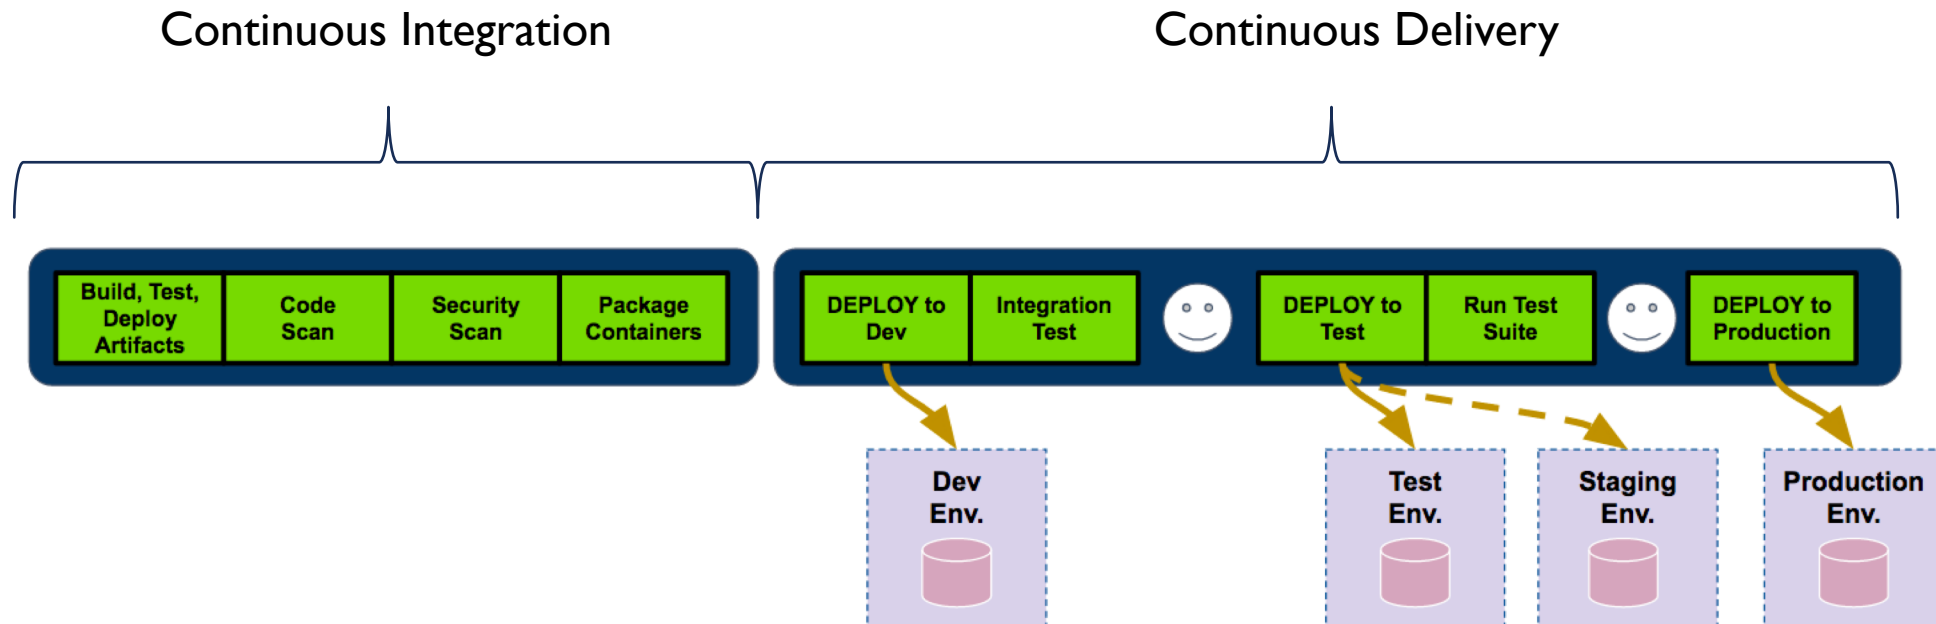 Continuous Integration
Continuous Delivery
Build, Test,
Deploy
Artifacts
Code
Scan
Security
Scan
Package
Containers
DEPLOY to
Dev
Integration
Test
DEPLOY to
Test
Run Test
Suite
DEPLOY to
Production
Dev
Env.
Test
Env.
Staging
Env.
Production
Env.